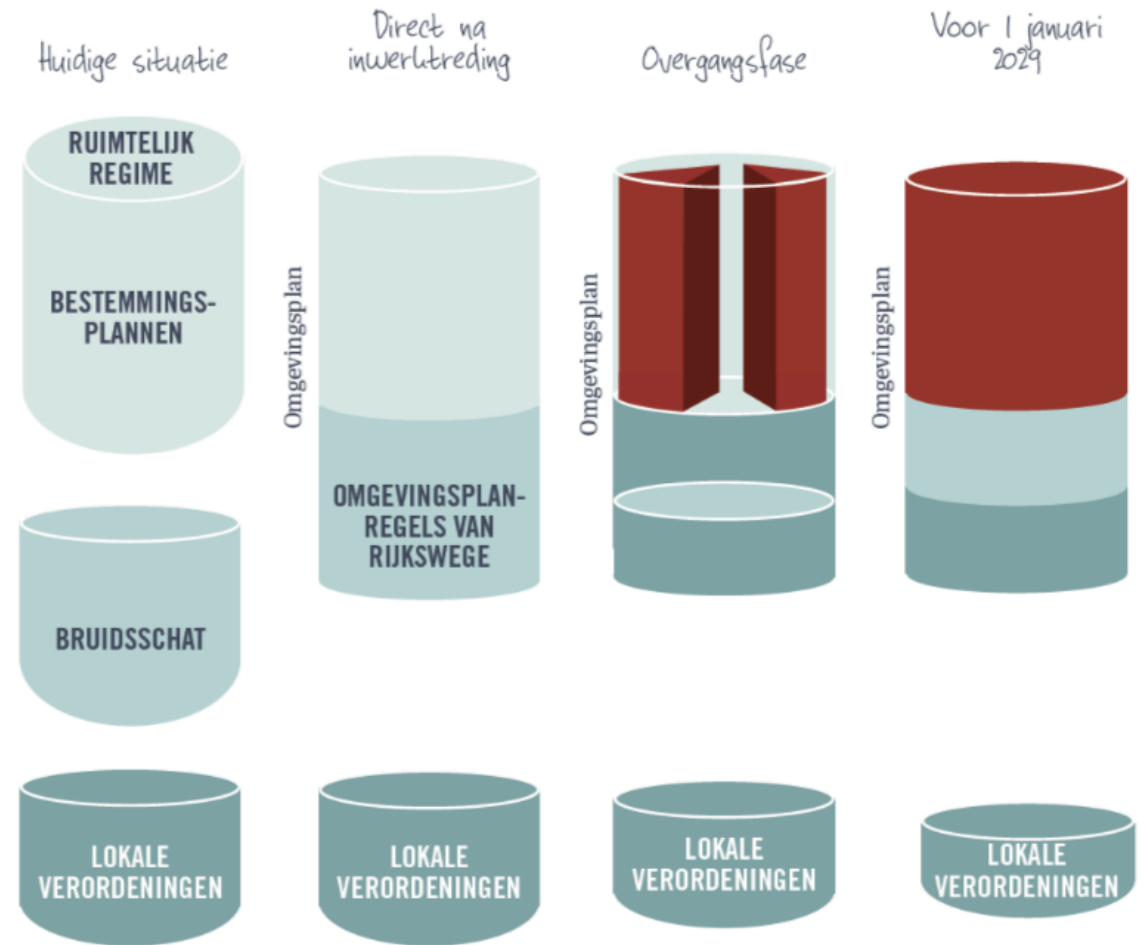 Huidige situatie
Direct na
inwerktreding
Overgangsfase
Voor 1 januari
2029
RUIMTELIJK
REGIME
BESTEMMINGS-
PLANNEN
BRUIDSSCHAT
LOKALE
VERORDENINGEN
Omgevingsplan
OMGEVINGSPLAN-
REGELS VAN
RIJKSWEGE
LOKALE
VERORDENINGEN
Omgevingsplan
LOKALE
VERORDENINGEN
Omgevingsplan
LOKALE
VERORDENINGEN